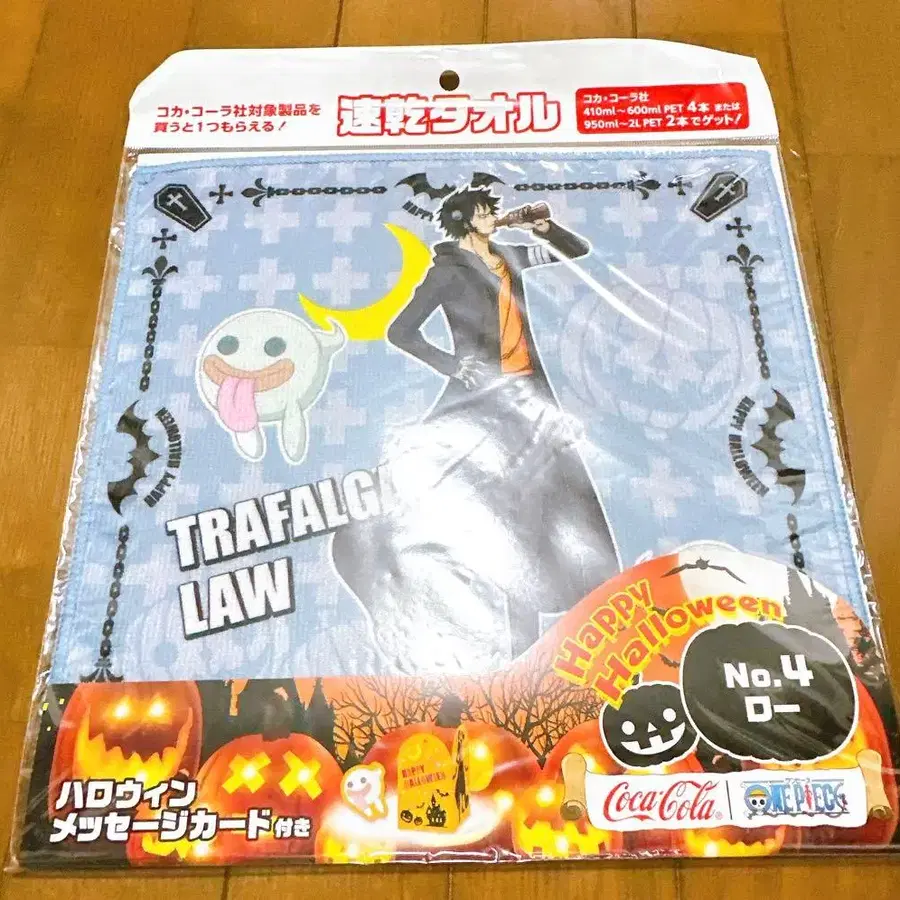 コカ・コーラ社対象製品を
買うと1つもらえる!
速乾タオル
コカ・コーラ社
410ml～600ml PET 4本 または
950ml～2L PET 2本でゲット!
HAPPY
HAPPY HALLOWEEN
HAPPY HALLOWEEN
TRAFALGA
LAW
Happy
Halloween
No.4
ロー
HAPPY
HALLOWEEN
ハロウィン
メッセージカード付き
Coca-Cola
ONE PIECE